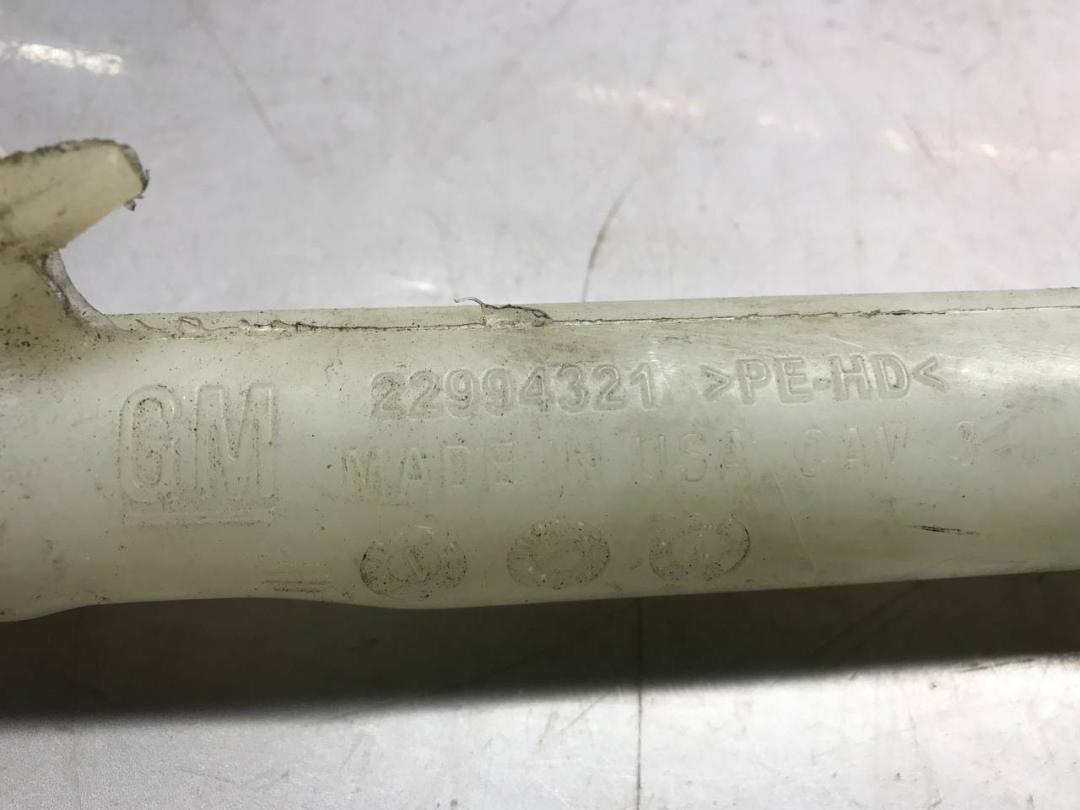 GM 22994321 >PE-HD<
MADE IN USA CAV 3